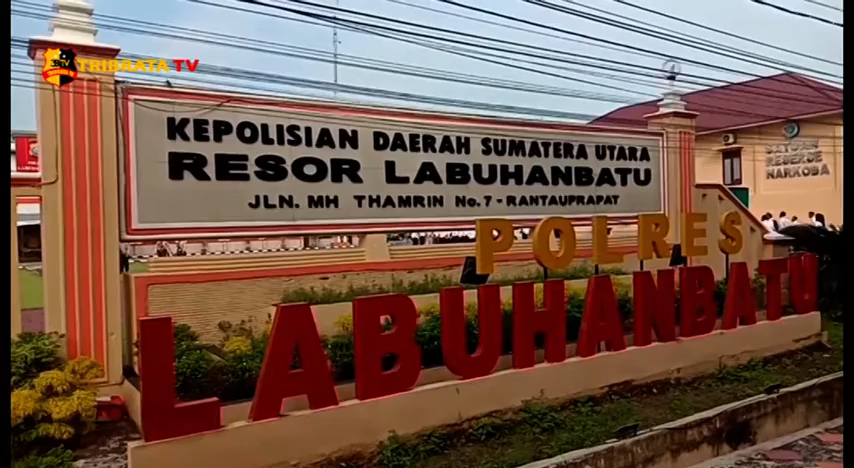 TRIBRATA TV
KEPOLISIAN DAERAH SUMATERA UTARA
RESOR LABUHANBATU
JLN. MH THAMRIN No.7 - RANTAUPRAPAT
SATUAN
RESERSE
NARKOBA
POLRES
LABUHANBATU